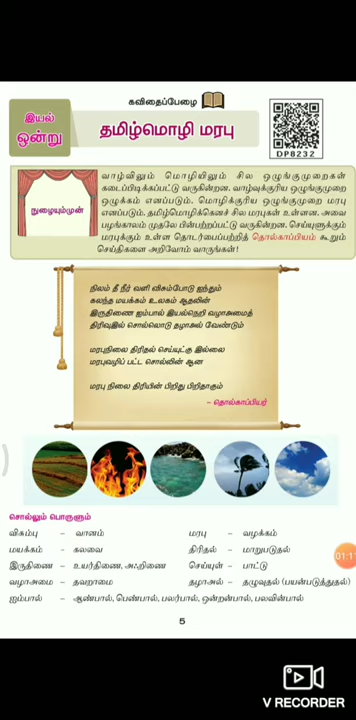 கவிதைப்பேழை
இயல்
ஒன்று
தமிழ்மொழி மரபு
DP8232
நுழையும்முன்
வாழ்விலும் மொழியிலும் சில ஒழுங்குமுறைகள்
கடைப்பிடிக்கப்பட்டு வருகின்றன. வாழ்வுக்குரிய ஒழுங்குமுறை
ஒழுக்கம் எனப்படும். மொழிக்குரிய ஒழுங்குமுறை மரபு
எனப்படும். தமிழ்மொழிக்கெனச் சில மரபுகள் உள்ளன. அவை
பழங்காலம் முதலே பின்பற்றப்பட்டு வருகின்றன. செய்யுளுக்கும்
மரபுக்கும் உள்ள தொடர்பைப்பற்றித் தொல்காப்பியம் கூறும்
செய்திகளை அறிவோம் வாருங்கள்!
நிலம் தீ நீர் வளி விசும்போடு ஐந்தும்
கலந்த மயக்கம் உலகம் ஆதலின்
இருதிணை ஐம்பால் இயல்நெறி வழாஅமைத்
திரிவுஇல் சொல்லொடு தழாஅல் வேண்டும்
மரபுநிலை திரிதல் செய்யுட்கு இல்லை
மரபுவழிப் பட்ட சொல்லின் ஆன
மரபு நிலை திரியின் பிறிது பிறிதாகும்
- தொல்காப்பியர்
சொல்லும் பொருளும்
விசும்பு – வானம் மரபு – வழக்கம்
மயக்கம் – கலவை திரிதல் – மாறுபடுதல்
இருதிணை – உயர்திணை, அஃறிணை செய்யுள் – பாட்டு
வழாஅமை – தவறாமை தழாஅல் – தழுவுதல் (பயன்படுத்துதல்)
ஐம்பால் – ஆண்பால், பெண்பால், பலர்பால், ஒன்றன்பால், பலவின்பால்
5
V RECORDER